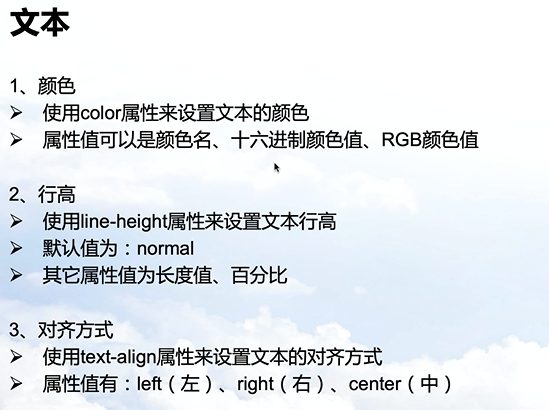 文本
1、颜色
➢ 使用color属性来设置文本的颜色
➢ 属性值可以是颜色名、十六进制颜色值、RGB颜色值
2、行高
➢ 使用line-height属性来设置文本行高
➢ 默认值为：normal
➢ 其它属性值为长度值、百分比
3、对齐方式
➢ 使用text-align属性来设置文本的对齐方式
➢ 属性值有：left（左）、right（右）、center（中）